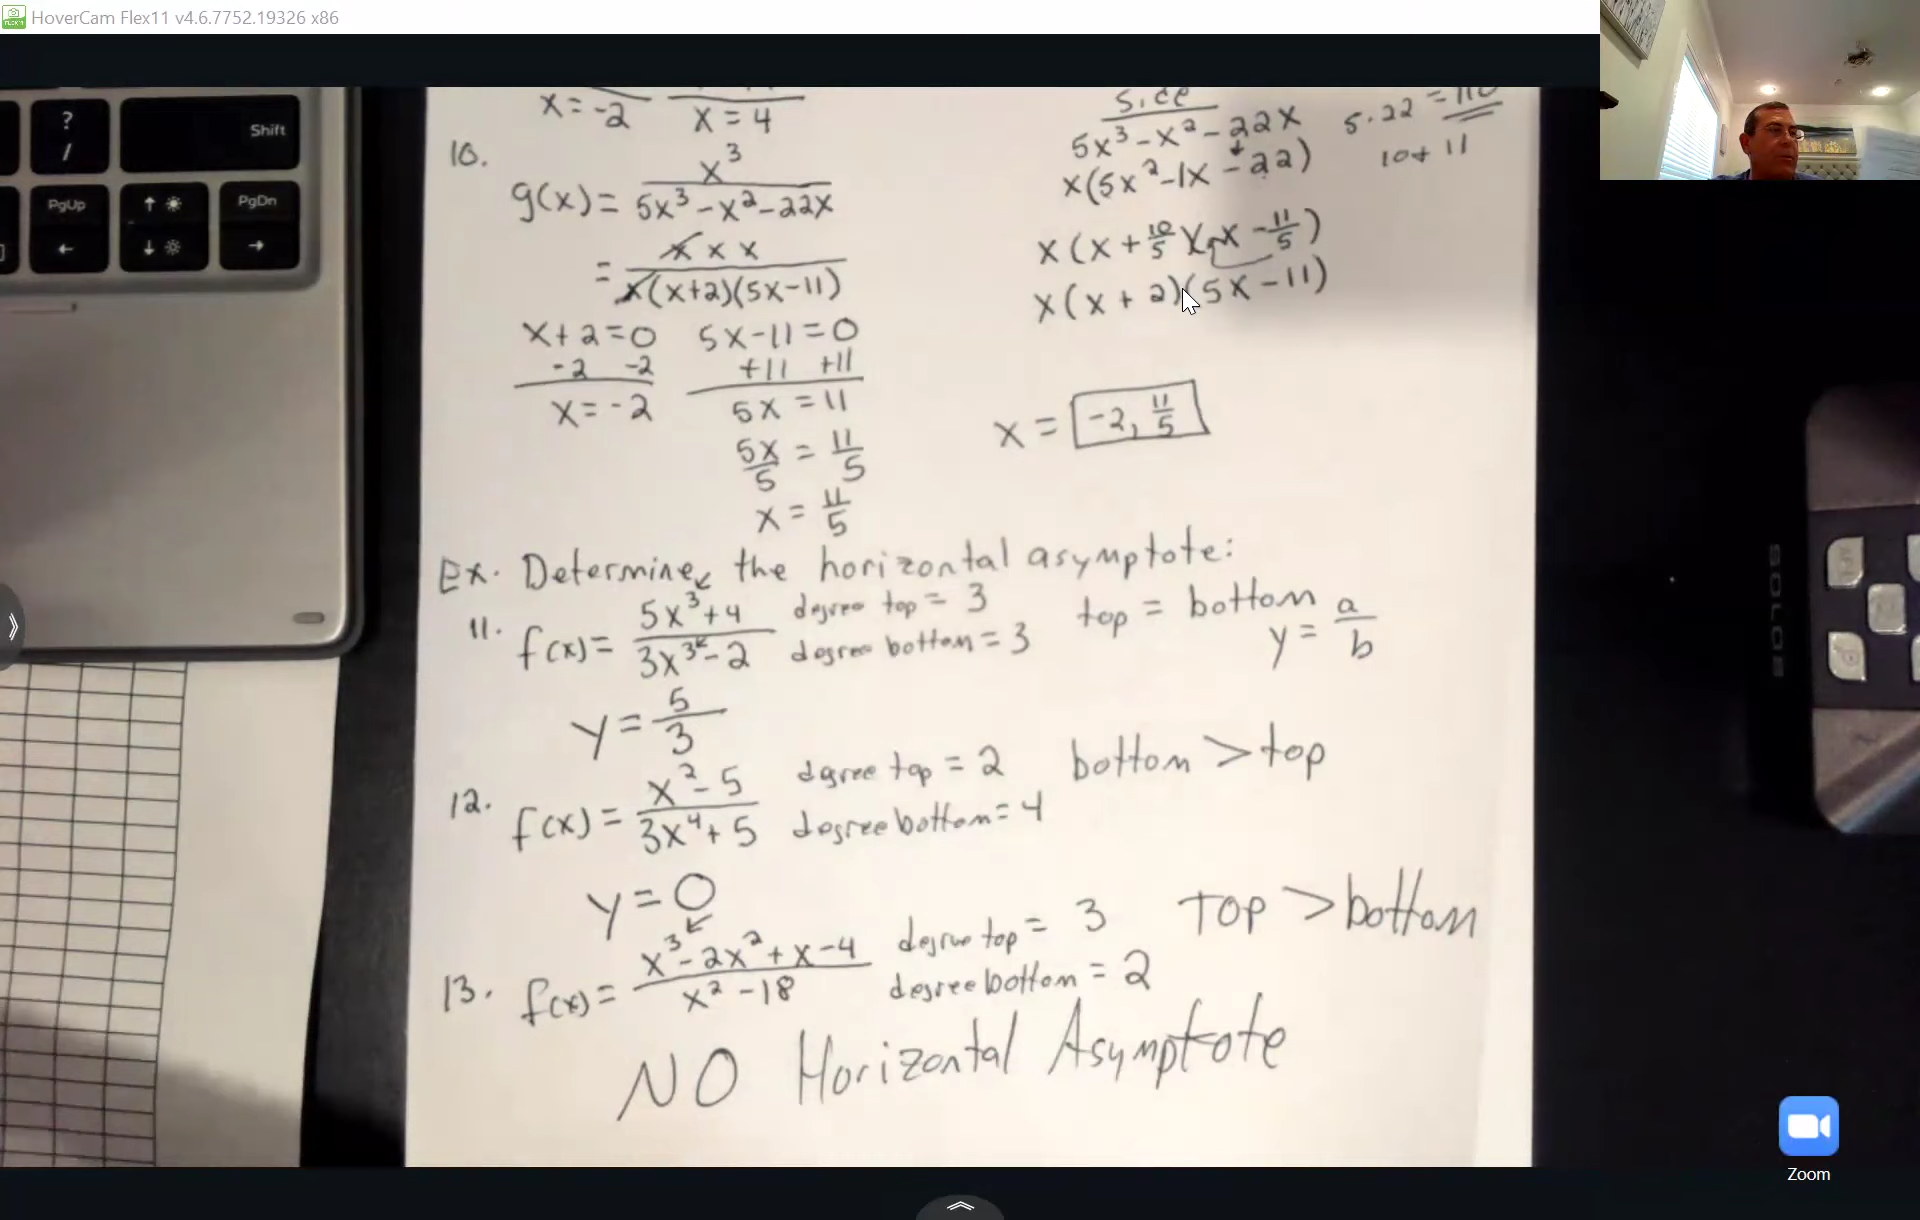 HoverCam Flex11 v4.6.7752.19326 x86
?
/
Shift
PgUp
PgDn
x = -2 x = 4
10.
g(x) = x³ / 5x³ - x² - 22x
= x x x / x(x+2)(5x-11)
x + 2 = 0 5x - 11 = 0
-2 -2 +11 +11
x = -2 5x = 11
5x/5 = 11/5
x = 11/5
Side
5x³ - x² - 22x
x(5x² - 1x - 22)
x(x + 10/5)(x - 11/5)
x(x + 2)(5x - 11)
5·22 = 110
10 + 11
x = -2, 11/5
Ex. Determine the horizontal asymptote:
11. f(x) = 5x³ + 4 / 3x³ - 2
degree top = 3
degree bottom = 3
top = bottom
y = a/b
y = 5/3
12. f(x) = x² - 5 / 3x⁴ + 5
dgree top = 2
degree bottom = 4
bottom > top
y = 0
13. f(x) = x³ - 2x² + x - 4 / x² - 18
degree top = 3
degree bottom = 2
Top > bottom
NO Horizontal Asymptote
Zoom